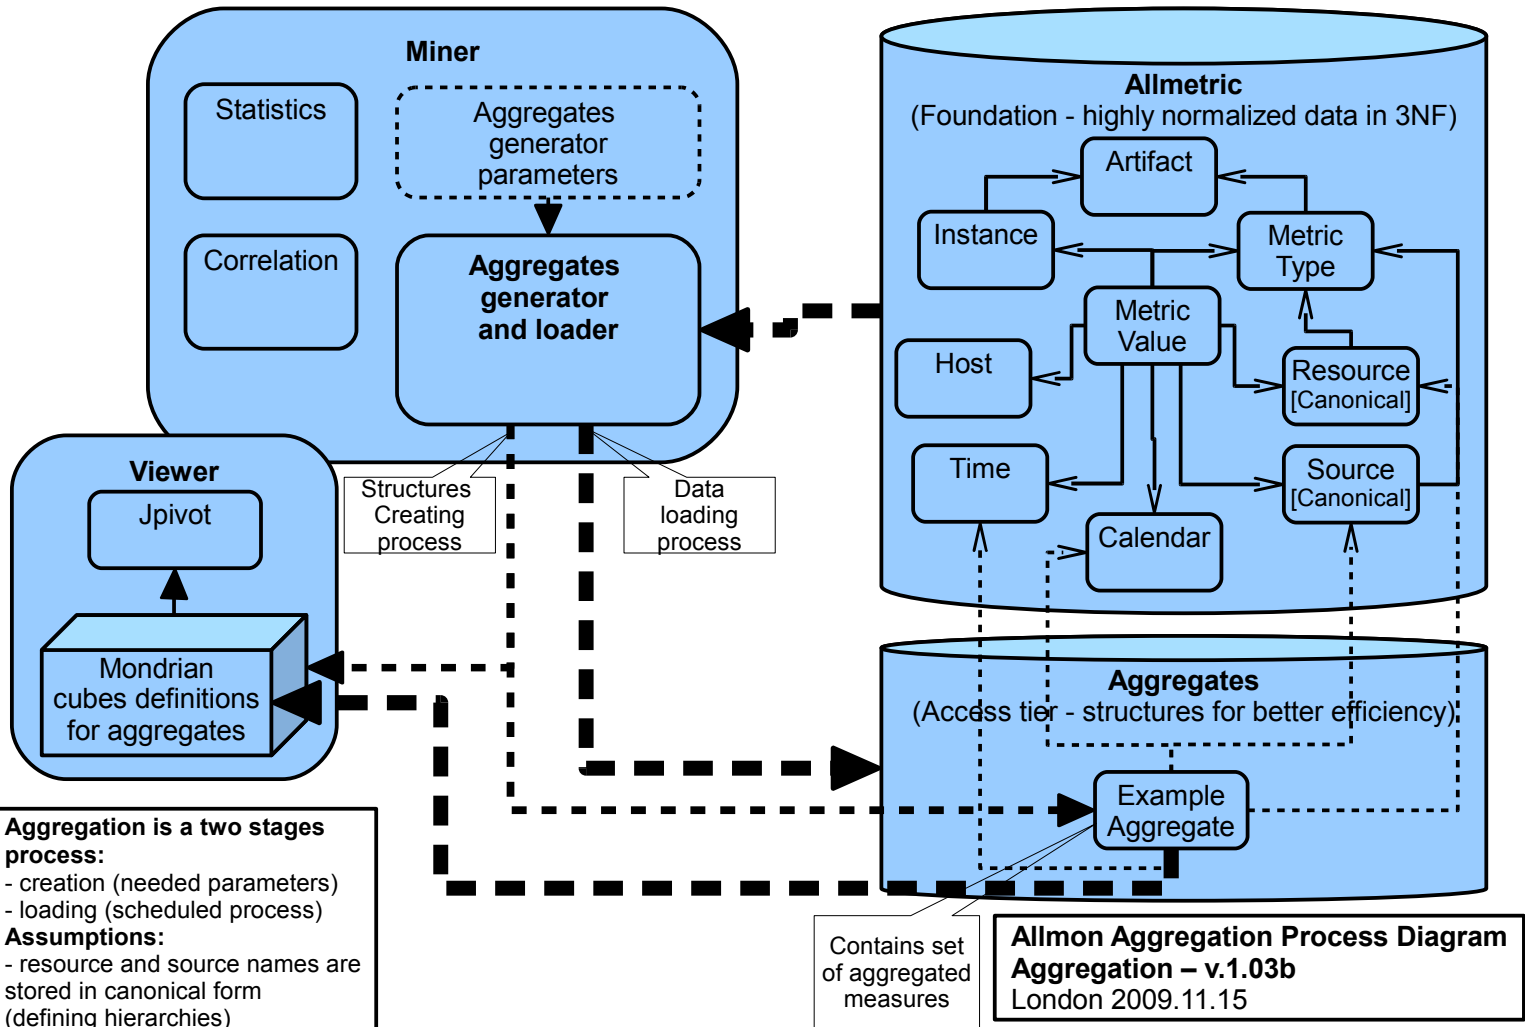 Miner
Statistics
Aggregates
generator
parameters
Correlation
Aggregates
generator
and loader
Allmetric
(Foundation - highly normalized data in 3NF)
Artifact
Instance
Metric
Type
Metric
Value
Host
Resource
[Canonical]
Time
Source
[Canonical]
Calendar
Viewer
Jpivot
Structures
Creating
process
Data
loading
process
Mondrian
cubes definitions
for aggregates
Aggregates
(Access tier - structures for better efficiency)
Example
Aggregate
Aggregation is a two stages
process:
- creation (needed parameters)
- loading (scheduled process)
Assumptions:
- resource and source names are
stored in canonical form
(defining hierarchies)
Contains set
of aggregated
measures
Allmon Aggregation Process Diagram
Aggregation – v.1.03b
London 2009.11.15